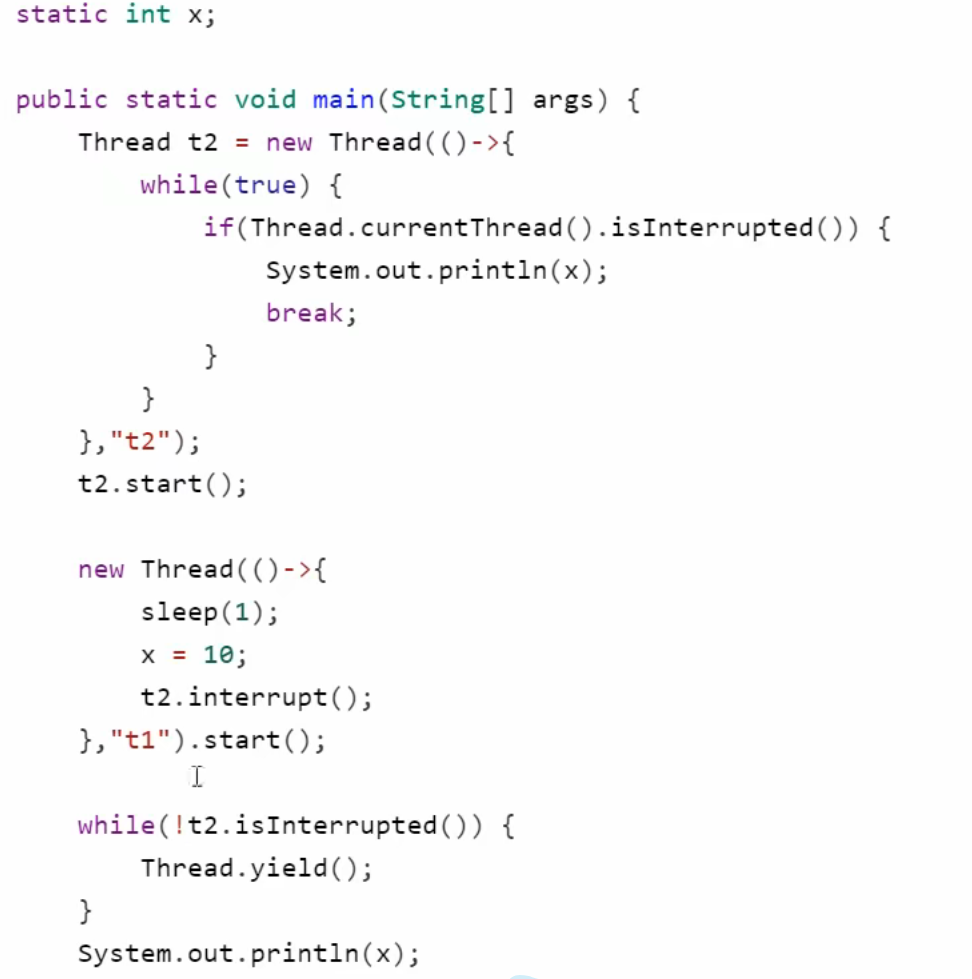 static int x;
public static void main(String[] args) {
    Thread t2 = new Thread(()->{
        while(true) {
            if(Thread.currentThread().isInterrupted()) {
                System.out.println(x);
                break;
            }
        }
    },"t2");
    t2.start();
    new Thread(()->{
        sleep(1);
        x = 10;
        t2.interrupt();
    },"t1").start();
    while(!t2.isInterrupted()) {
        Thread.yield();
    }
    System.out.println(x);